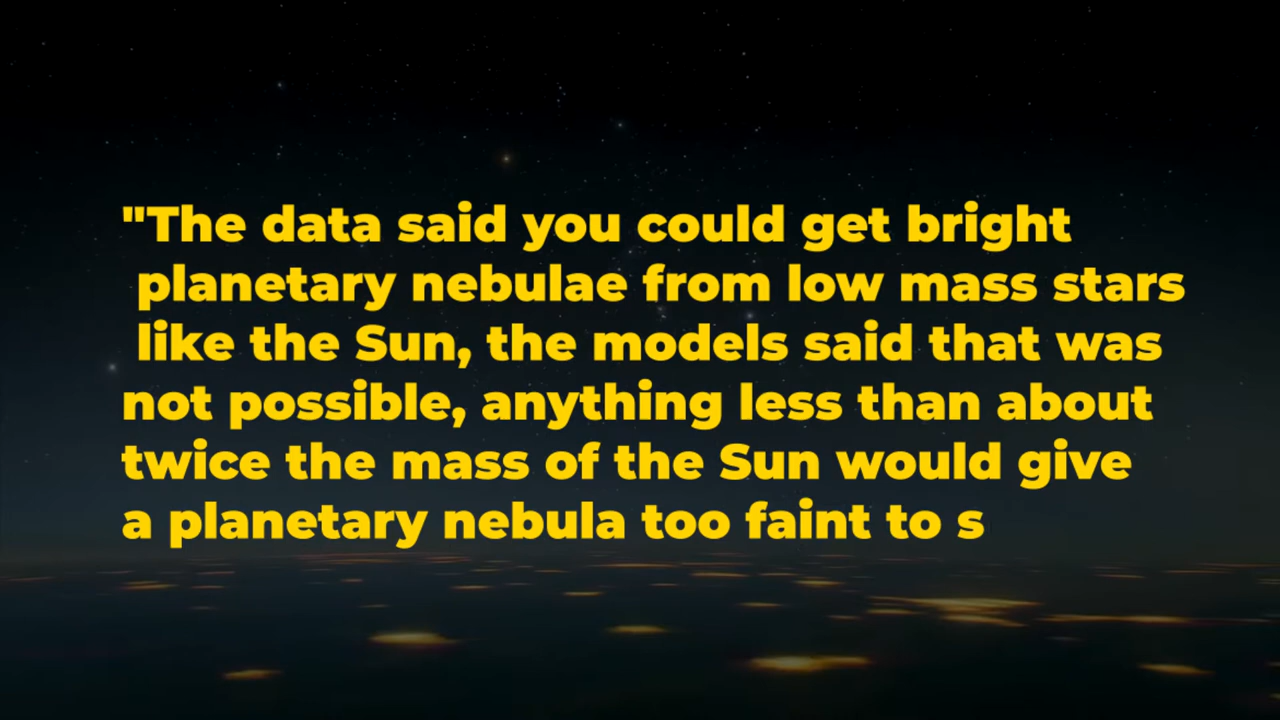 "The data said you could get bright
planetary nebulae from low mass stars
like the Sun, the models said that was
not possible, anything less than about
twice the mass of the Sun would give
a planetary nebula too faint to s